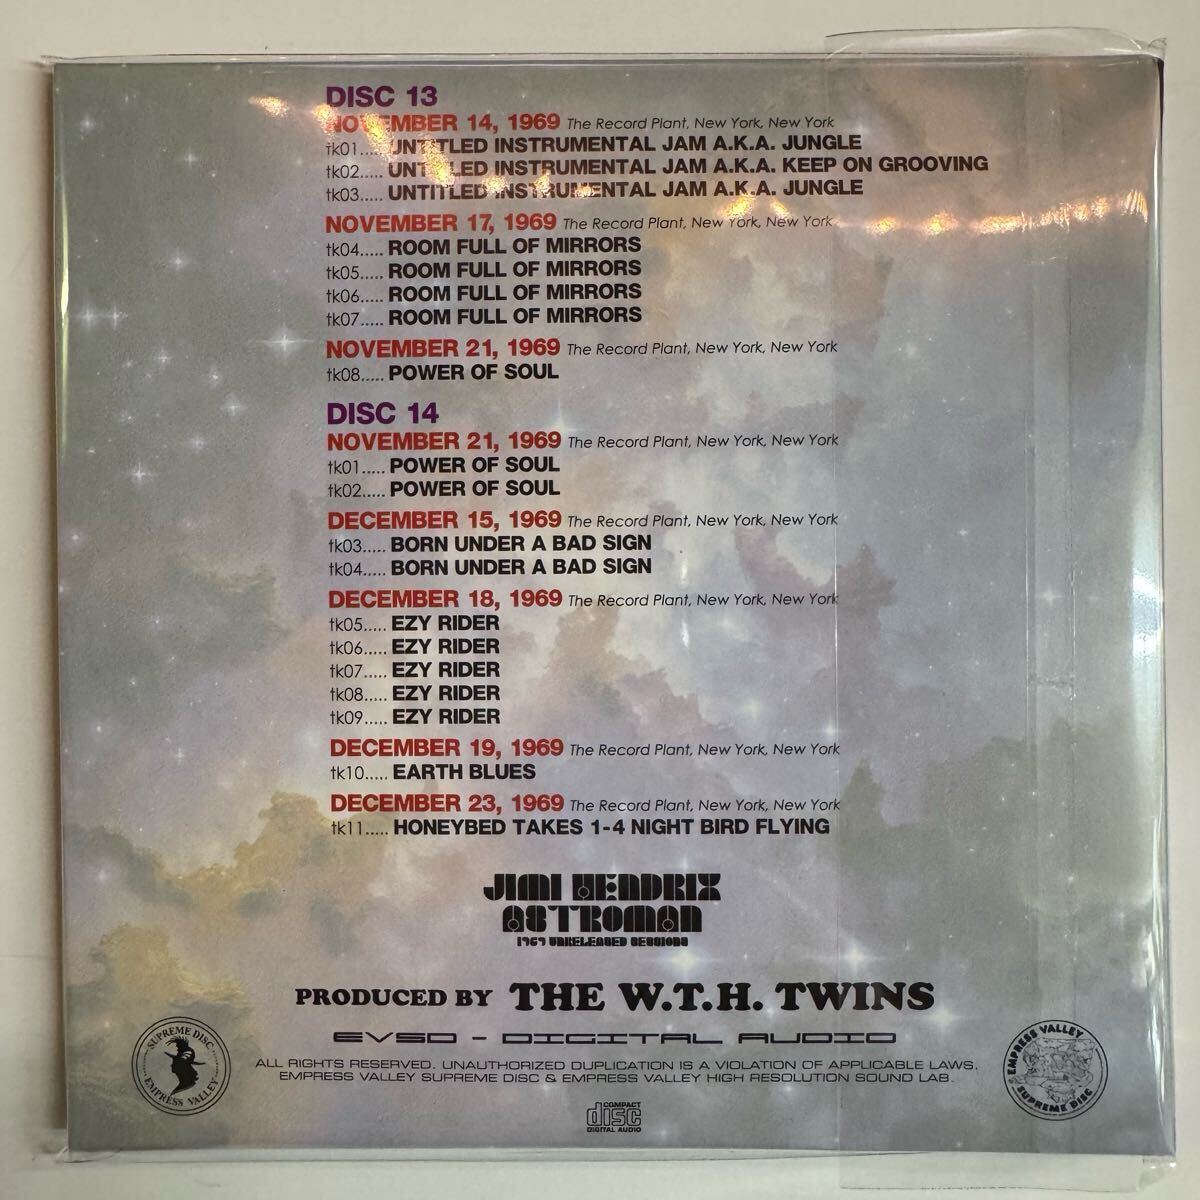 DISC 13
NOVEMBER 14, 1969 The Record Plant, New York, New York
tk01..... UNTITLED INSTRUMENTAL JAM A.K.A. JUNGLE
tk02..... UNTITLED INSTRUMENTAL JAM A.K.A. KEEP ON GROOVING
tk03..... UNTITLED INSTRUMENTAL JAM A.K.A. JUNGLE
NOVEMBER 17, 1969 The Record Plant, New York, New York
tk04..... ROOM FULL OF MIRRORS
tk05..... ROOM FULL OF MIRRORS
tk06..... ROOM FULL OF MIRRORS
tk07..... ROOM FULL OF MIRRORS
NOVEMBER 21, 1969 The Record Plant, New York, New York
tk08..... POWER OF SOUL
DISC 14
NOVEMBER 21, 1969 The Record Plant, New York, New York
tk01..... POWER OF SOUL
tk02..... POWER OF SOUL
DECEMBER 15, 1969 The Record Plant, New York, New York
tk03..... BORN UNDER A BAD SIGN
tk04..... BORN UNDER A BAD SIGN
DECEMBER 18, 1969 The Record Plant, New York, New York
tk05..... EZY RIDER
tk06..... EZY RIDER
tk07..... EZY RIDER
tk08..... EZY RIDER
tk09..... EZY RIDER
DECEMBER 19, 1969 The Record Plant, New York, New York
tk10..... EARTH BLUES
DECEMBER 23, 1969 The Record Plant, New York, New York
tk11..... HONEYBED TAKES 1-4 NIGHT BIRD FLYING
JIMI HENDRIX
ASTROMAN
1969 UNRELEASED SESSIONS
PRODUCED BY THE W.T.H. TWINS
EVSD - DIGITAL AUDIO
ALL RIGHTS RESERVED. UNAUTHORIZED DUPLICATION IS A VIOLATION OF APPLICABLE LAWS.
EMPRESS VALLEY SUPREME DISC & EMPRESS VALLEY HIGH RESOLUTION SOUND LAB.
SUPREME DISC
EMPRESS VALLEY
EMPRESS VALLEY
SUPREME DISC
COMPACT
disc
DIGITAL AUDIO